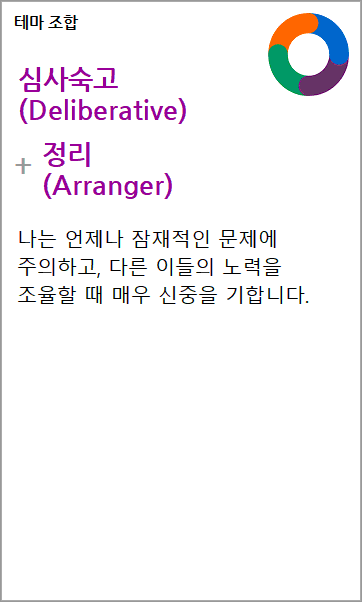 테마 조합
심사숙고
(Deliberative)
+ 정리
(Arranger)
나는 언제나 잠재적인 문제에
주의하고, 다른 이들의 노력을
조율할 때 매우 신중을 기합니다.